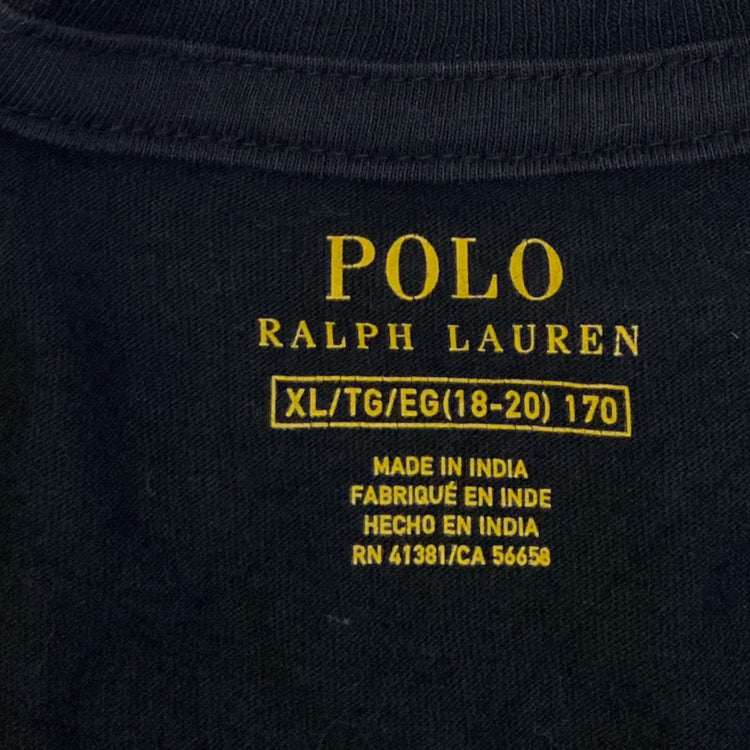 POLO
RALPH LAUREN
XL/TG/EG(18-20) 170
MADE IN INDIA
FABRIQUÉ EN INDE
HECHO EN INDIA
RN 41381/CA 56658